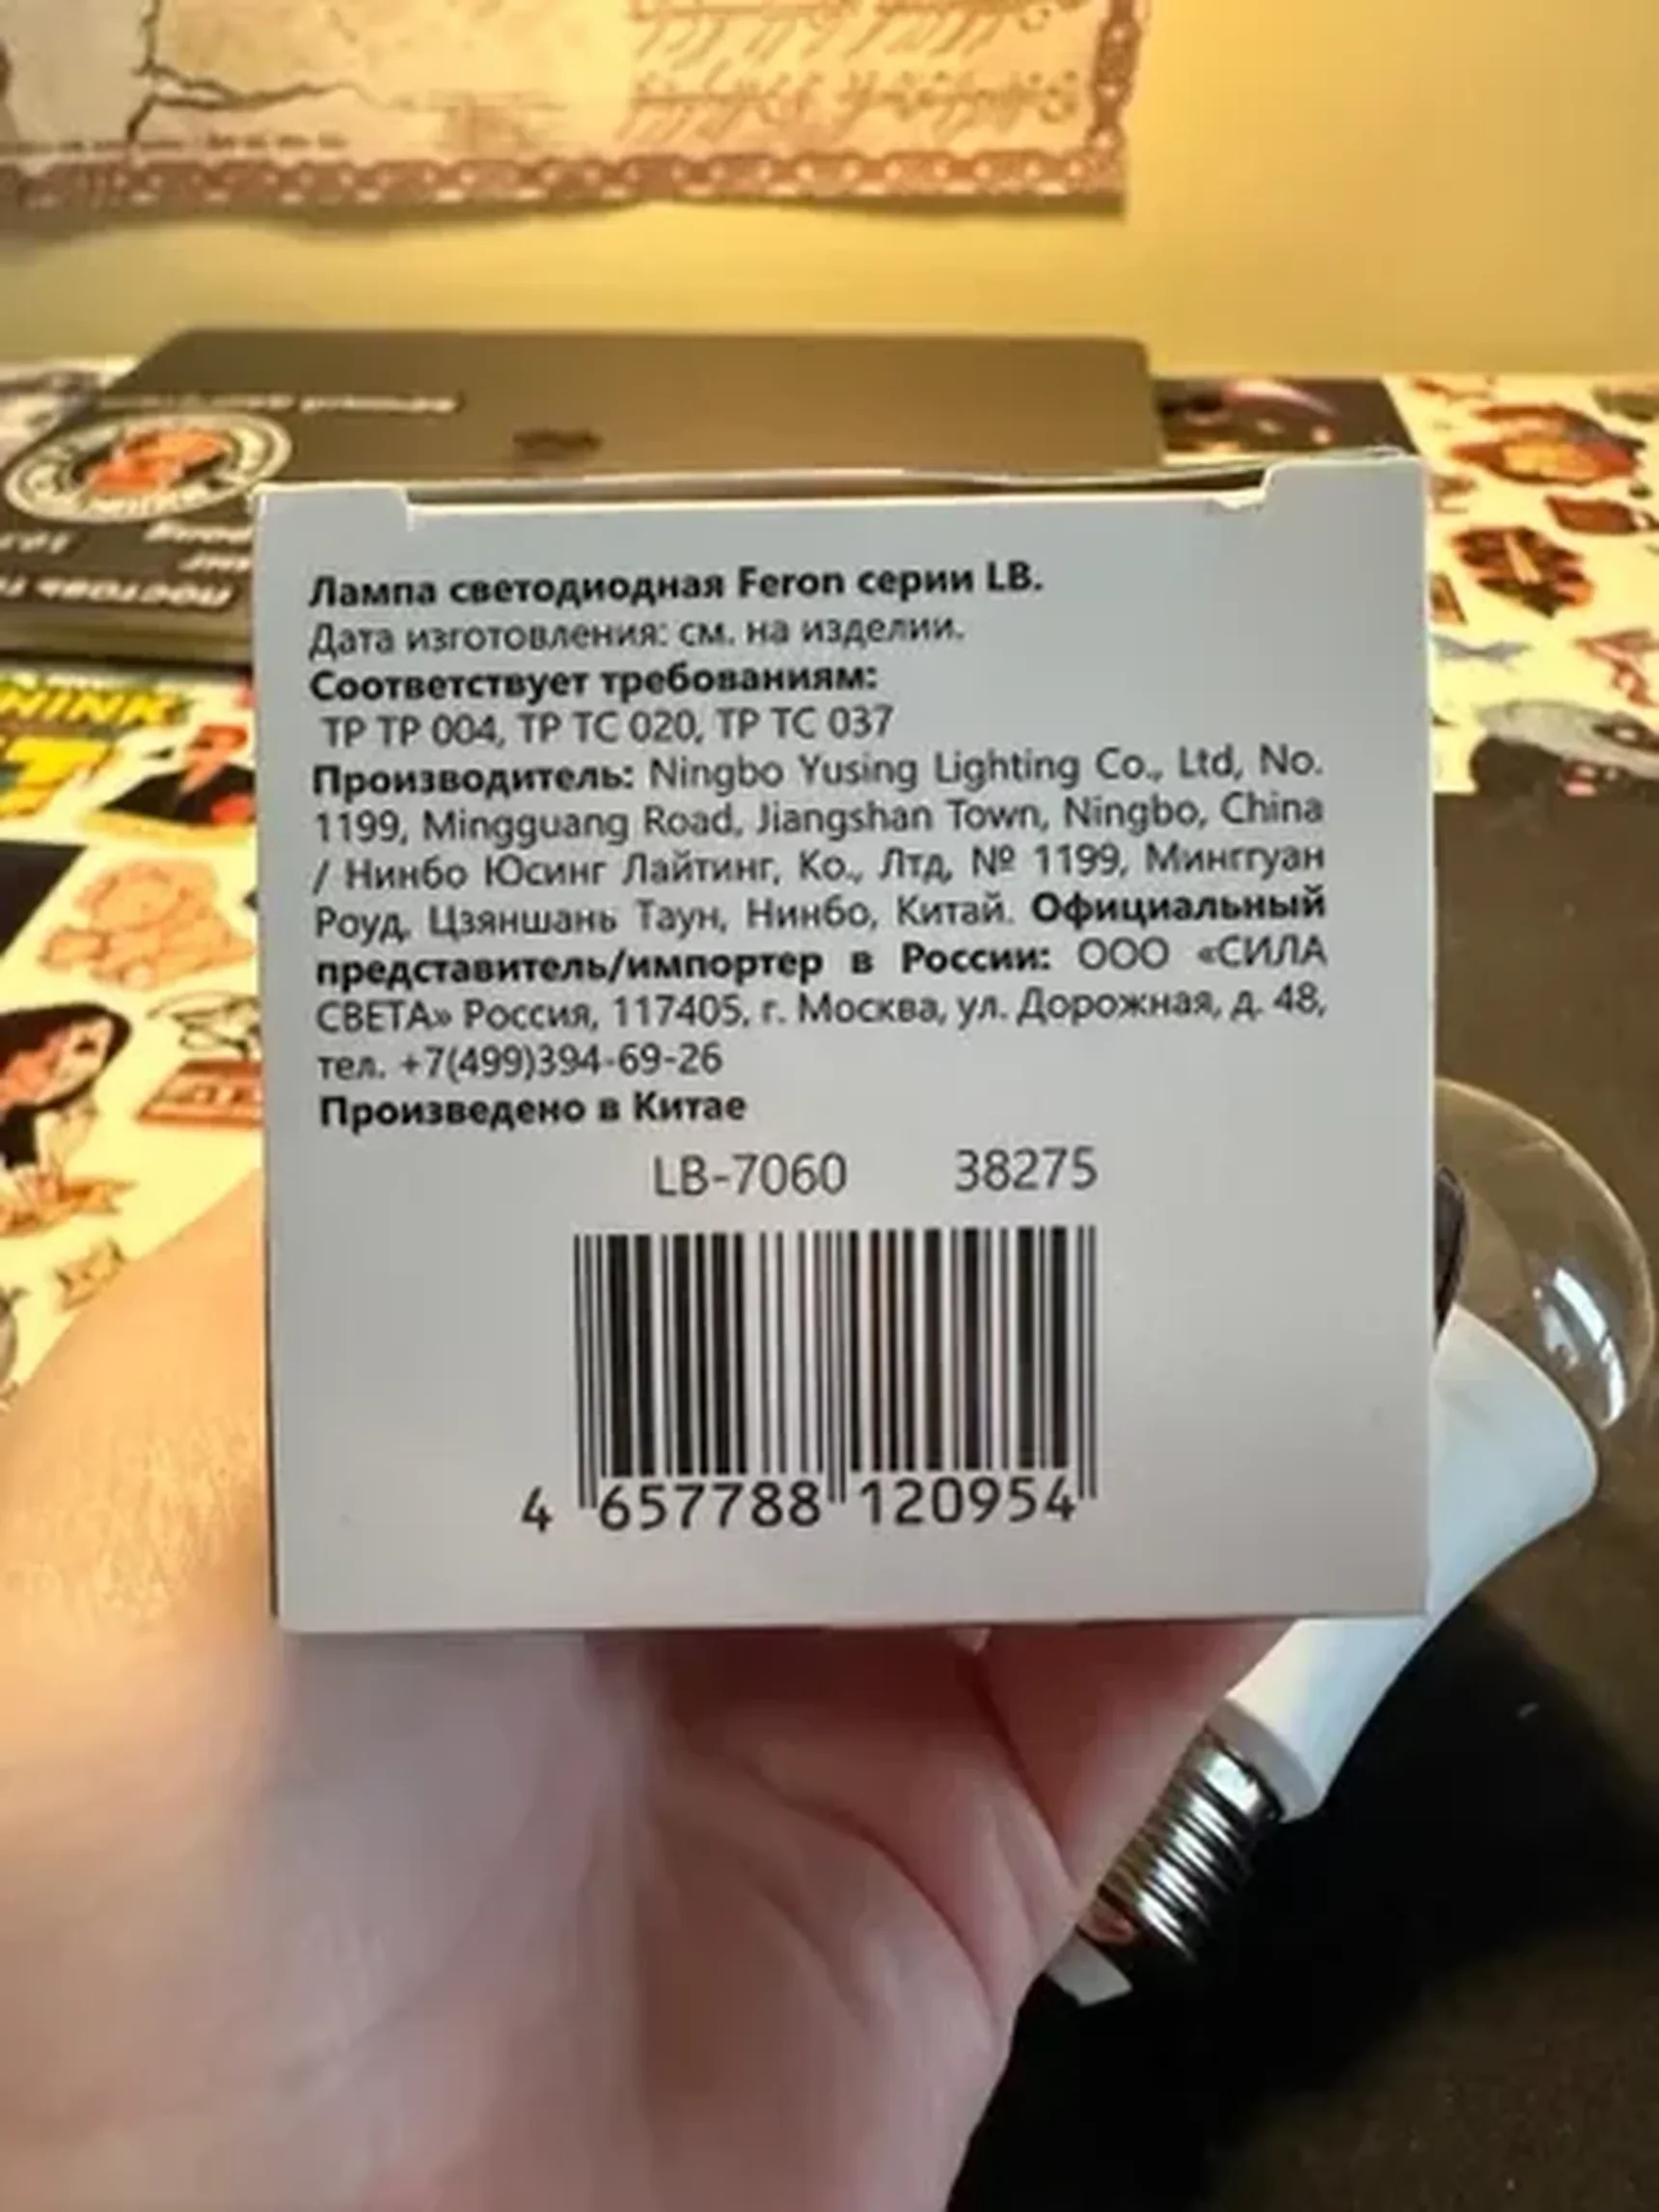 Лампа светодиодная Feron серии LB.
Дата изготовления: см. на изделии.
Соответствует требованиям:
ТР ТР 004, ТР ТС 020, ТР ТС 037
Производитель: Ningbo Yusing Lighting Co., Ltd, No.
1199, Mingguang Road, Jiangshan Town, Ningbo, China
/ Нинбо Юсинг Лайтинг, Ко., Лтд, № 1199, Минггуан
Роуд, Цзяншань Таун, Нинбо, Китай. Официальный
представитель/импортер в России: ООО «СИЛА
СВЕТА» Россия, 117405, г. Москва, ул. Дорожная, д. 48,
тел. +7(499)394-69-26
Произведено в Китае
LB-7060 38275
4 657788 120954